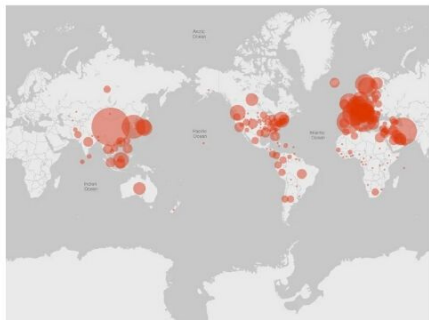 Arctic
Ocean
Pacific
Ocean
Atlantic
Ocean
Indian
Ocean